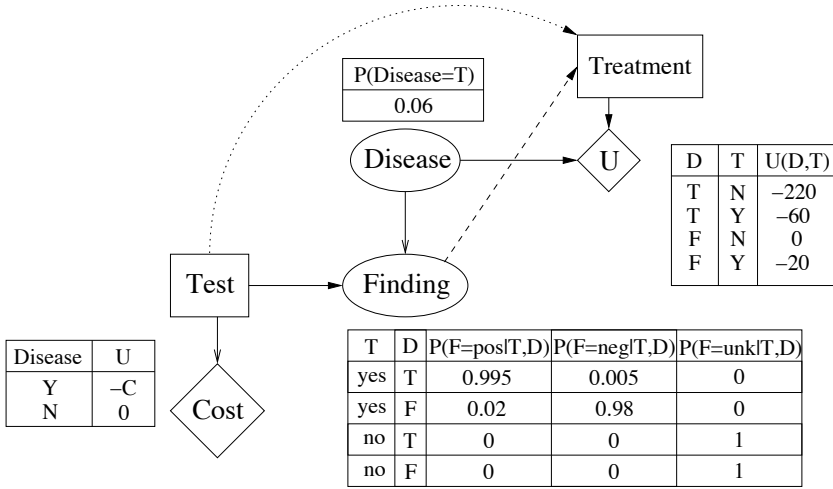 Treatment
P(Disease=T)
0.06
Disease
U
D T U(D,T)
T N −220
T Y −60
F N 0
F Y −20
Test
Finding
Disease U
Y −C
N 0
Cost
T D P(F=pos|T,D) P(F=neg|T,D) P(F=unk|T,D)
yes T 0.995 0.005 0
yes F 0.02 0.98 0
no T 0 0 1
no F 0 0 1